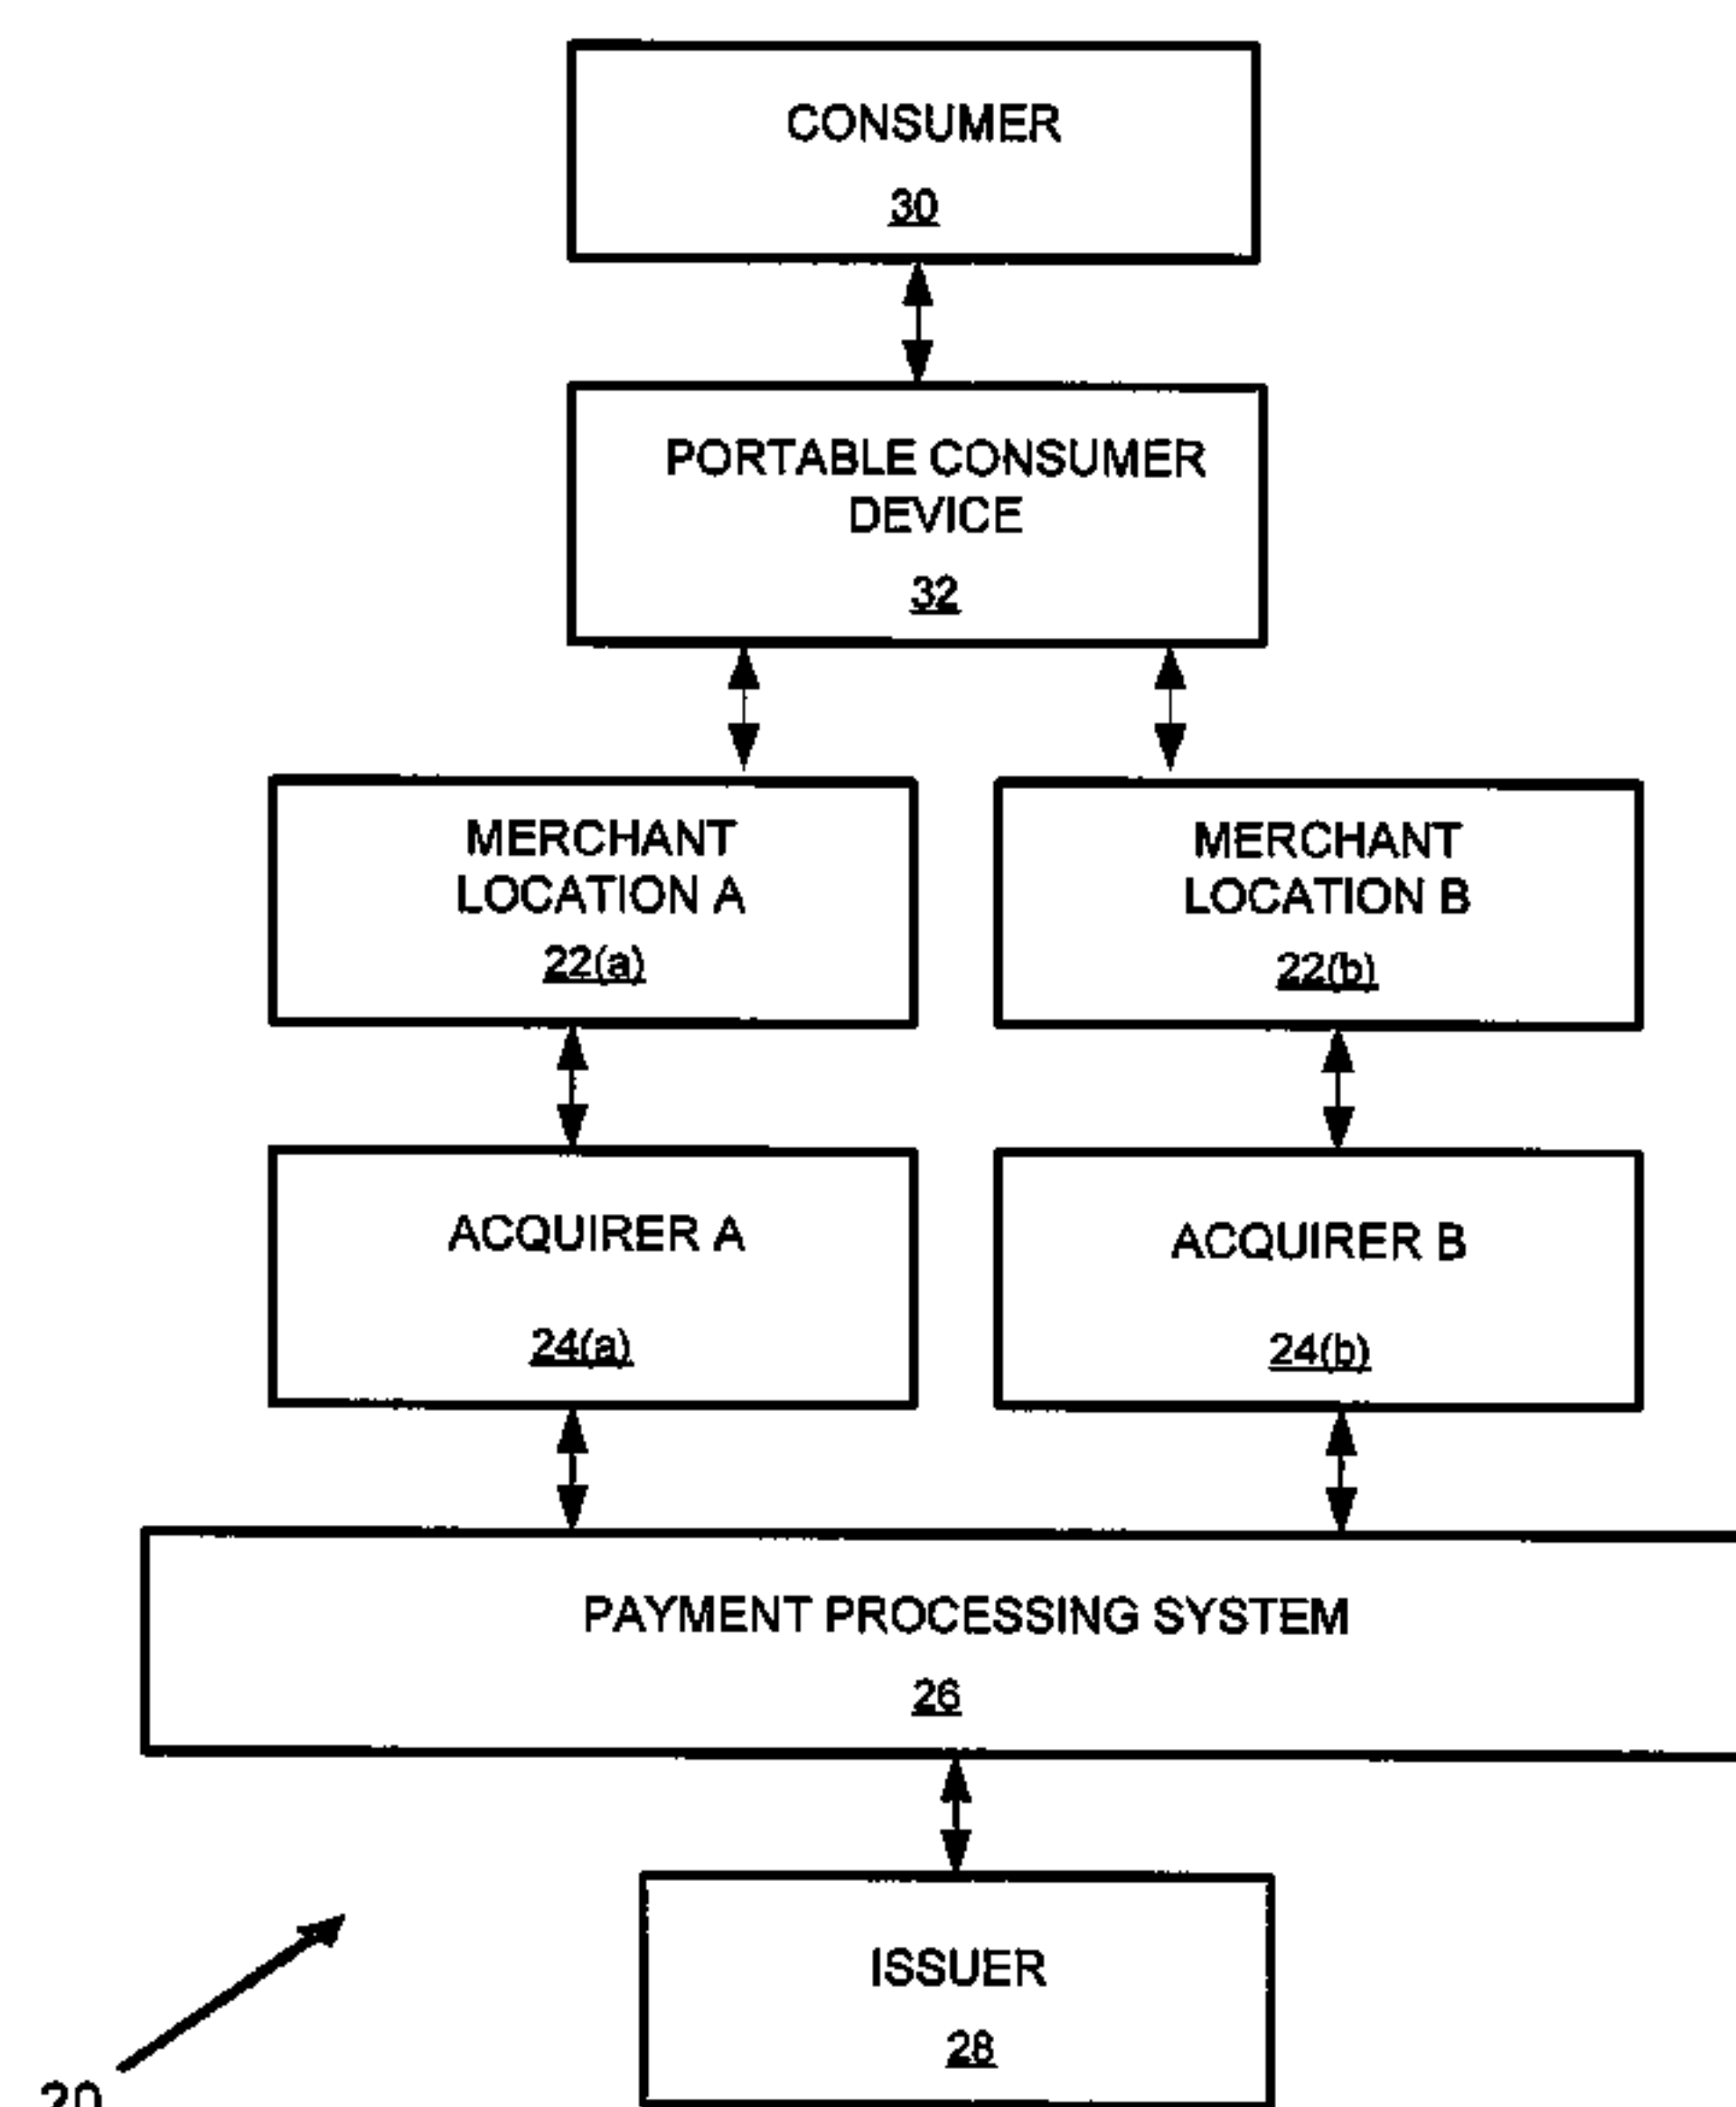 CONSUMER
30
PORTABLE CONSUMER
DEVICE
32
MERCHANT
LOCATION A
22(a)
MERCHANT
LOCATION B
22(b)
ACQUIRER A
24(a)
ACQUIRER B
24(b)
PAYMENT PROCESSING SYSTEM
26
ISSUER
28
20